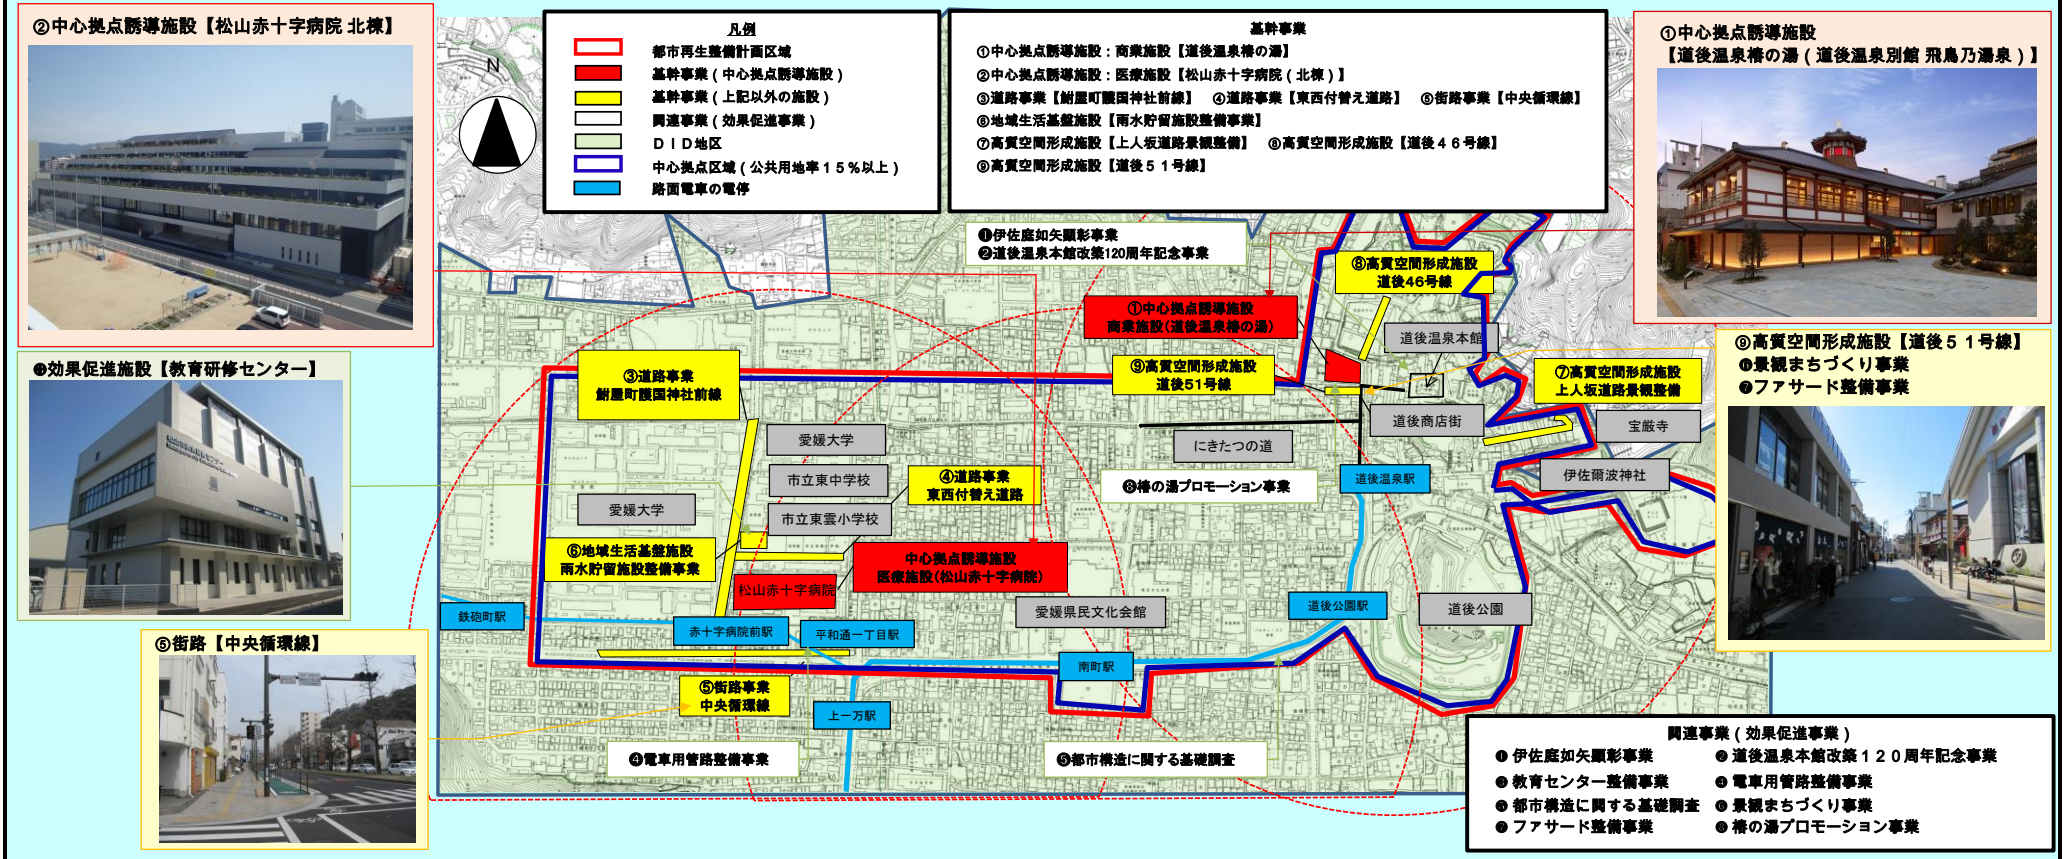 ②中心拠点誘導施設【松山赤十字病院 北棟】
凡例
都市再生整備計画区域
基幹事業（中心拠点誘導施設）
基幹事業（上記以外の施設）
関連事業（効果促進事業）
ＤＩＤ地区
中心拠点区域（公共用地率１５％以上）
路面電車の電停
N
基幹事業
①中心拠点誘導施設：商業施設【道後温泉椿の湯】
②中心拠点誘導施設：医療施設【松山赤十字病院（北棟）】
③道路事業【鮒屋町護国神社前線】 ④道路事業【東西付替え道路】 ⑤街路事業【中央循環線】
⑥地域生活基盤施設【雨水貯留施設整備事業】
⑦高質空間形成施設【上人坂道路景観整備】 ⑧高質空間形成施設【道後４６号線】
⑨高質空間形成施設【道後５１号線】
①中心拠点誘導施設
【道後温泉椿の湯（道後温泉別館 飛鳥乃湯泉）】
❶伊佐庭如矢顕彰事業
❷道後温泉本館改築120周年記念事業
⑧高質空間形成施設
道後46号線
①中心拠点誘導施設
商業施設(道後温泉椿の湯)
道後温泉本館
⑨高質空間形成施設
道後51号線
⑦高質空間形成施設
上人坂道路景観整備
⑨高質空間形成施設【道後５１号線】
❻景観まちづくり事業
❼ファサード整備事業
❸効果促進施設【教育研修センター】
③道路事業
鮒屋町護国神社前線
愛媛大学
市立東中学校
④道路事業
東西付替え道路
愛媛大学
市立東雲小学校
にきたつの道
道後商店街
宝厳寺
❽椿の湯プロモーション事業
道後温泉駅
伊佐爾波神社
⑥地域生活基盤施設
雨水貯留施設整備事業
中心拠点誘導施設
医療施設(松山赤十字病院)
松山赤十字病院
愛媛県民文化会館
道後公園駅
道後公園
鉄砲町駅
赤十字病院前駅
平和通一丁目駅
南町駅
⑤街路【中央循環線】
⑤街路事業
中央循環線
上一万駅
❹電車用管路整備事業
❺都市構造に関する基礎調査
関連事業（効果促進事業）
❶ 伊佐庭如矢顕彰事業 ❷ 道後温泉本館改築１２０周年記念事業
❸ 教育センター整備事業 ❹ 電車用管路整備事業
❺ 都市構造に関する基礎調査 ❻ 景観まちづくり事業
❼ ファサード整備事業 ❽ 椿の湯プロモーション事業